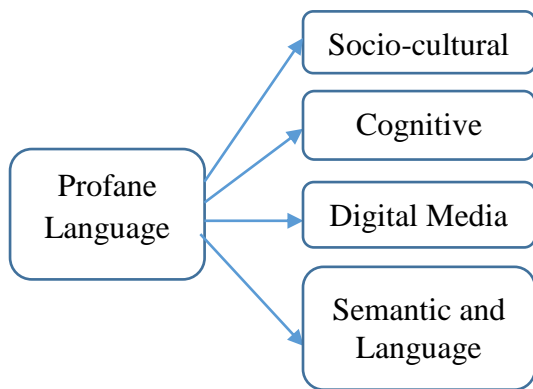 Socio-cultural
Cognitive
Profane
Language
Digital Media
Semantic and
Language